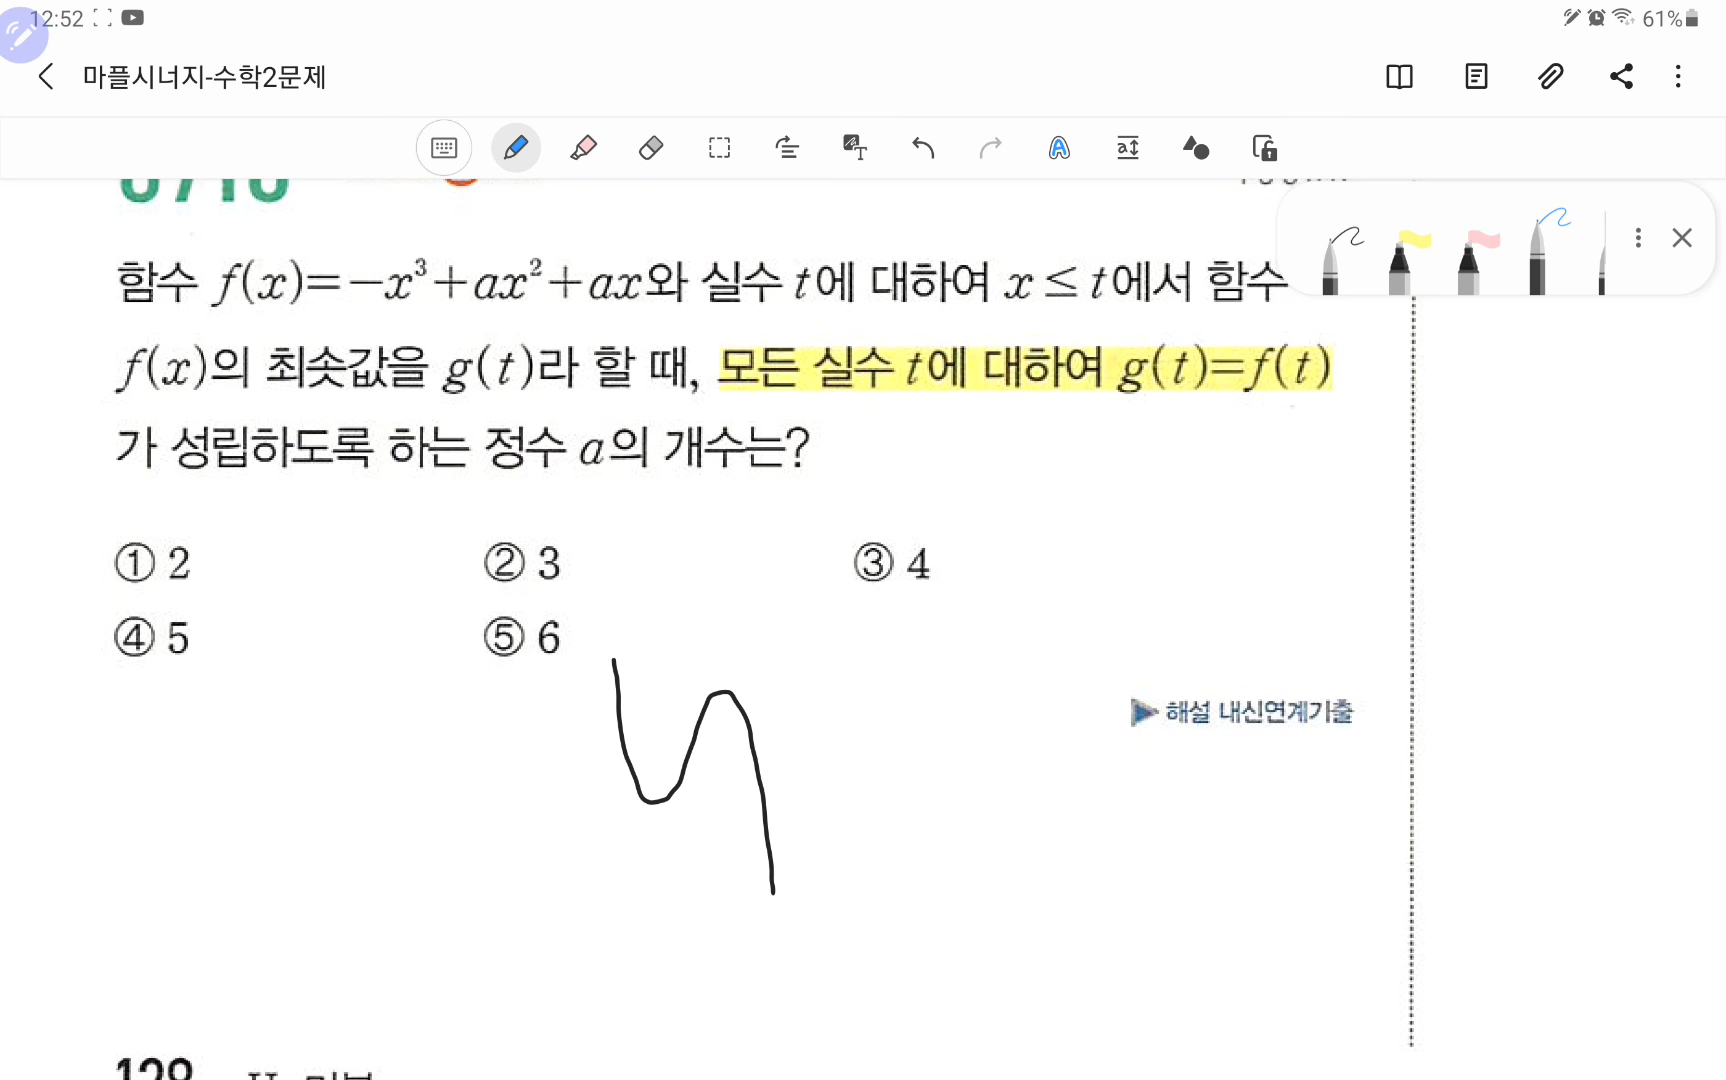 12:52
61%
마플시너지-수학2문제
함수 f(x)=−x³+ax²+ax와 실수 t에 대하여 x≤t에서 함수
f(x)의 최솟값을 g(t)라 할 때, 모든 실수 t에 대하여 g(t)=f(t)
가 성립하도록 하는 정수 a의 개수는?
① 2 ② 3 ③ 4
④ 5 ⑤ 6
▶ 해설 내신연계기출